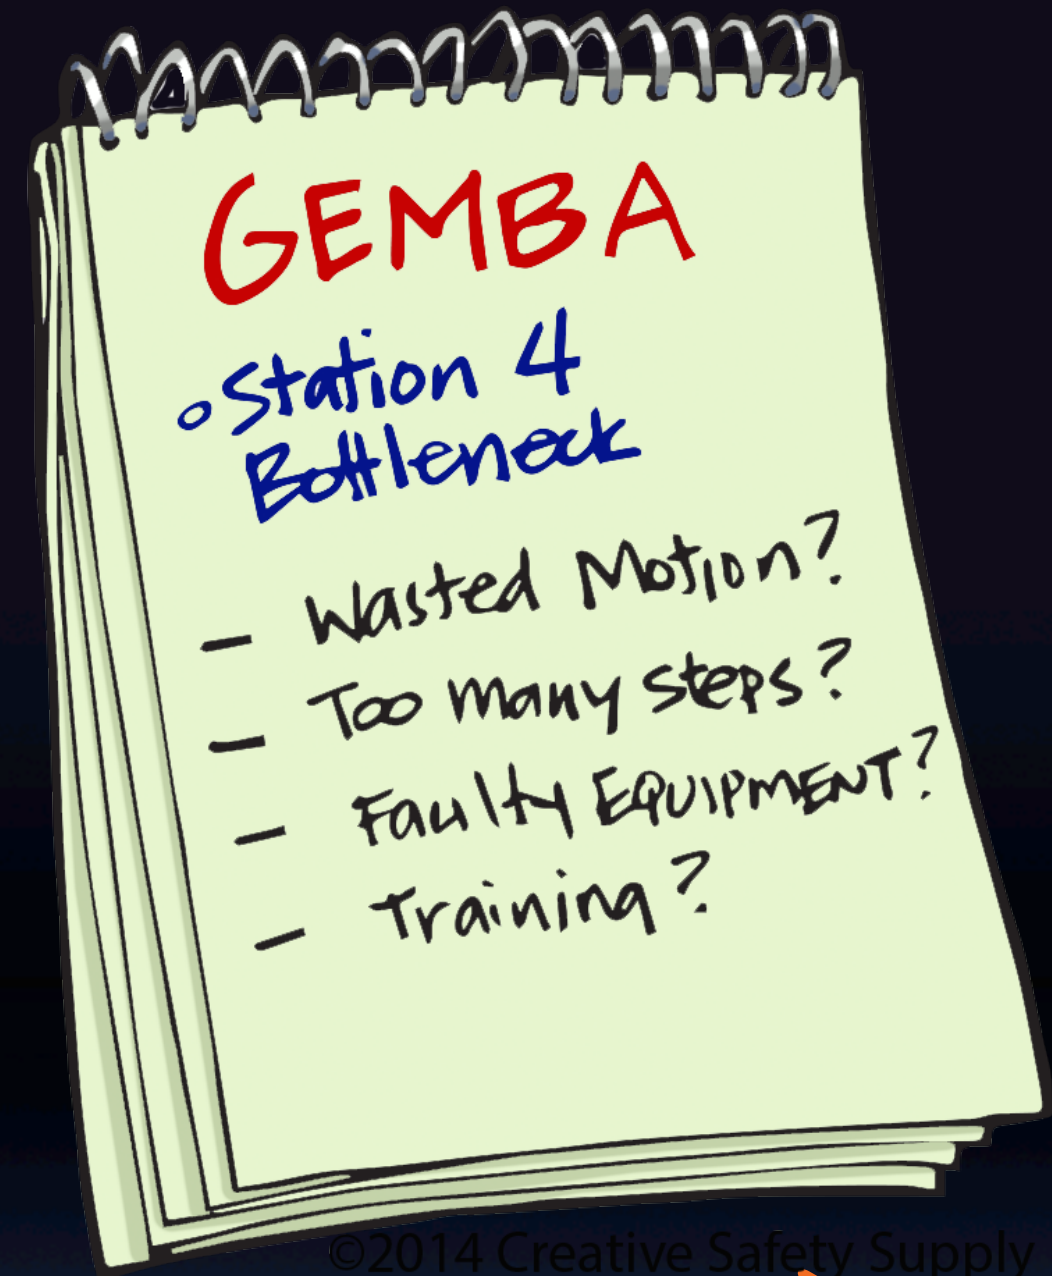 GEMBA
◦ Station 4
Bottleneck
– Wasted Motion?
– Too many steps?
– Faulty EQUIPMENT?
– Training?
©2014 Creative Safety Supply